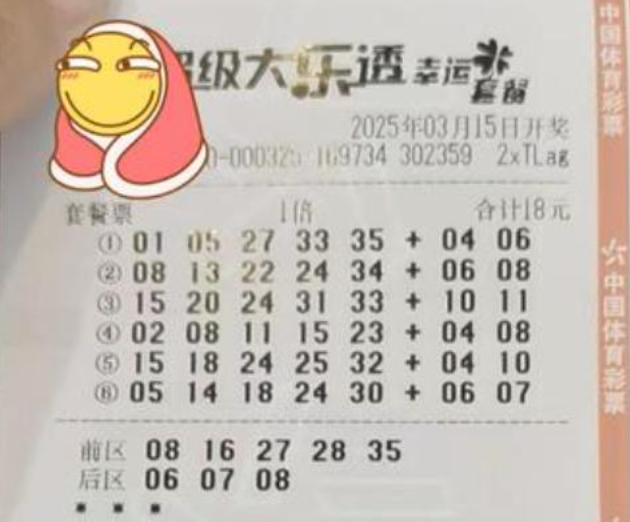 级大乐透 幸运 套餐
2025年03月15日开奖
-000325 169734 302359 2xTLag
套餐票 1倍 合计18元
① 01 05 27 33 35 + 04 06
② 08 13 22 24 34 + 06 08
③ 15 20 24 31 33 + 10 11
④ 02 08 11 15 23 + 04 08
⑤ 15 18 24 25 32 + 04 10
⑥ 05 14 18 24 30 + 06 07
前区 08 16 27 28 35
后区 06 07 08
中国体育彩票
中国体育彩票